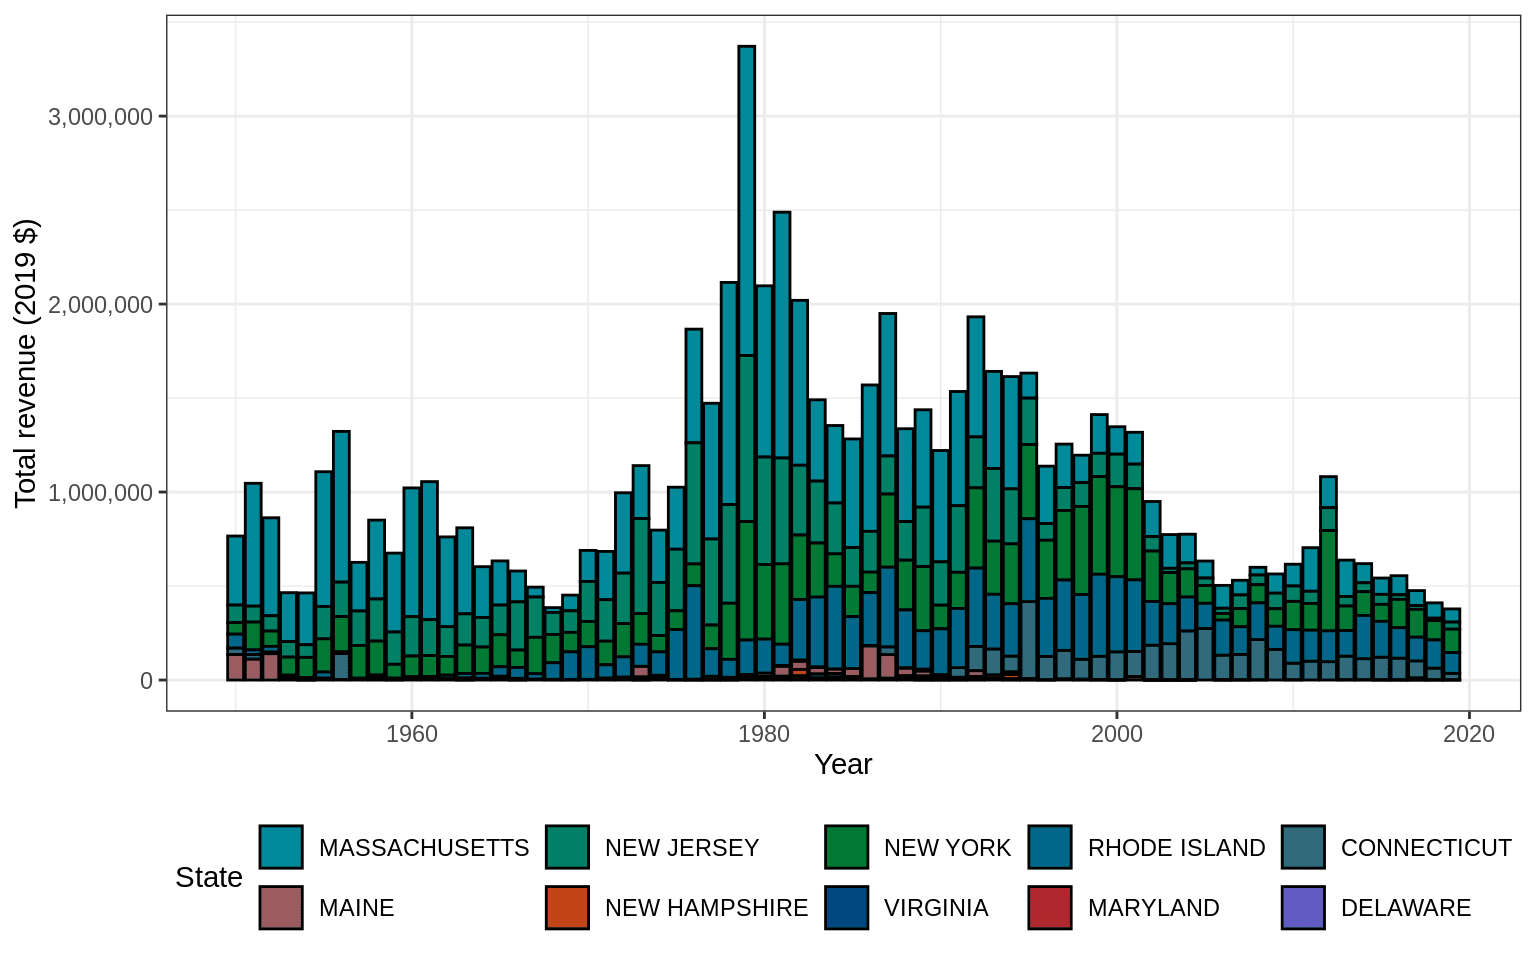 3,000,000
2,000,000
1,000,000
0
Total revenue (2019 $)
1960 1980 2000 2020
Year
State
MASSACHUSETTS NEW JERSEY NEW YORK RHODE ISLAND CONNECTICUT
MAINE NEW HAMPSHIRE VIRGINIA MARYLAND DELAWARE